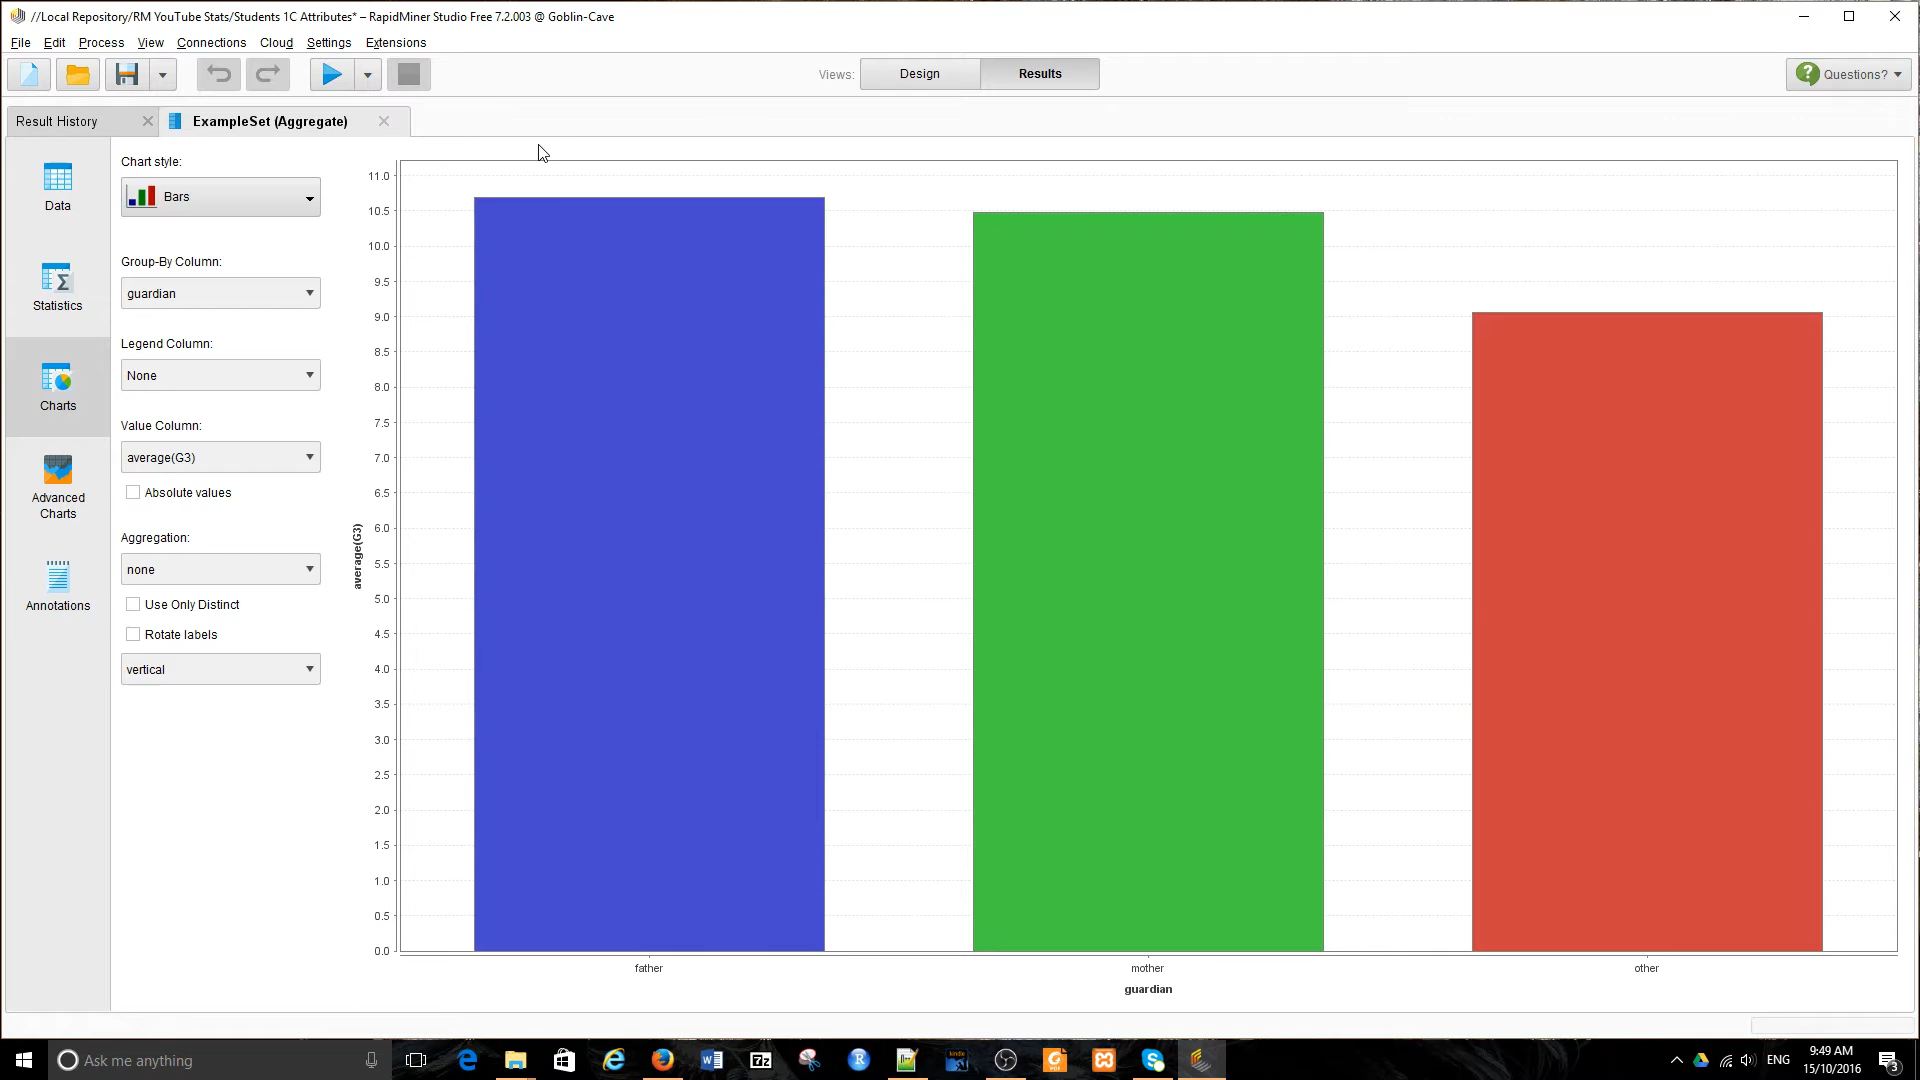 //Local Repository/RM YouTube Stats/Students 1C Attributes* – RapidMiner Studio Free 7.2.003 @ Goblin-Cave
File Edit Process View Connections Cloud Settings Extensions
Views: Design Results
Questions?
Result History
ExampleSet (Aggregate)
Data
Statistics
Charts
Advanced
Charts
Annotations
Chart style:
Bars
Group-By Column:
guardian
Legend Column:
None
Value Column:
average(G3)
Absolute values
Aggregation:
none
Use Only Distinct
Rotate labels
vertical
average(G3)
11.0
10.5
10.0
9.5
9.0
8.5
8.0
7.5
7.0
6.5
6.0
5.5
5.0
4.5
4.0
3.5
3.0
2.5
2.0
1.5
1.0
0.5
0.0
father mother other
guardian
Ask me anything
7z
R
kindle
ENG
9:49 AM
15/10/2016
3